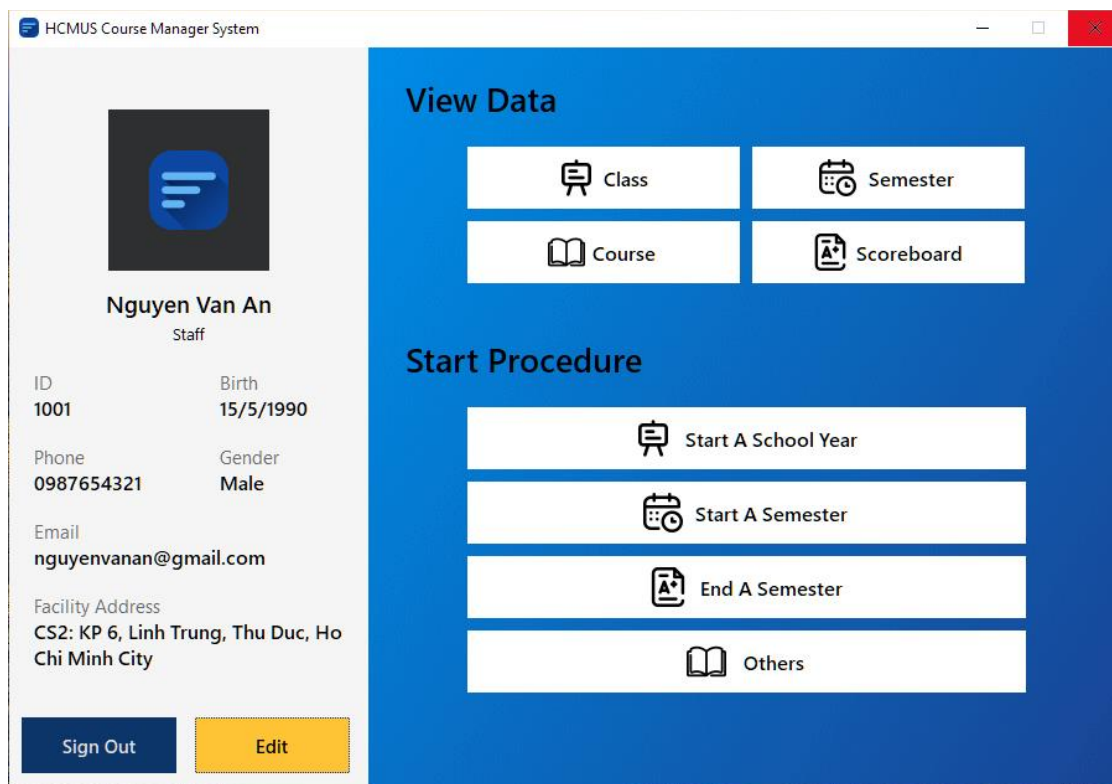 HCMUS Course Manager System
Nguyen Van An
Staff
ID
Birth
1001
15/5/1990
Phone
Gender
0987654321
Male
Email
nguyenvanan@gmail.com
Facility Address
CS2: KP 6, Linh Trung, Thu Duc, Ho
Chi Minh City
Sign Out
Edit
View Data
Class
Semester
Course
A+
Scoreboard
Start Procedure
Start A School Year
Start A Semester
A+
End A Semester
Others